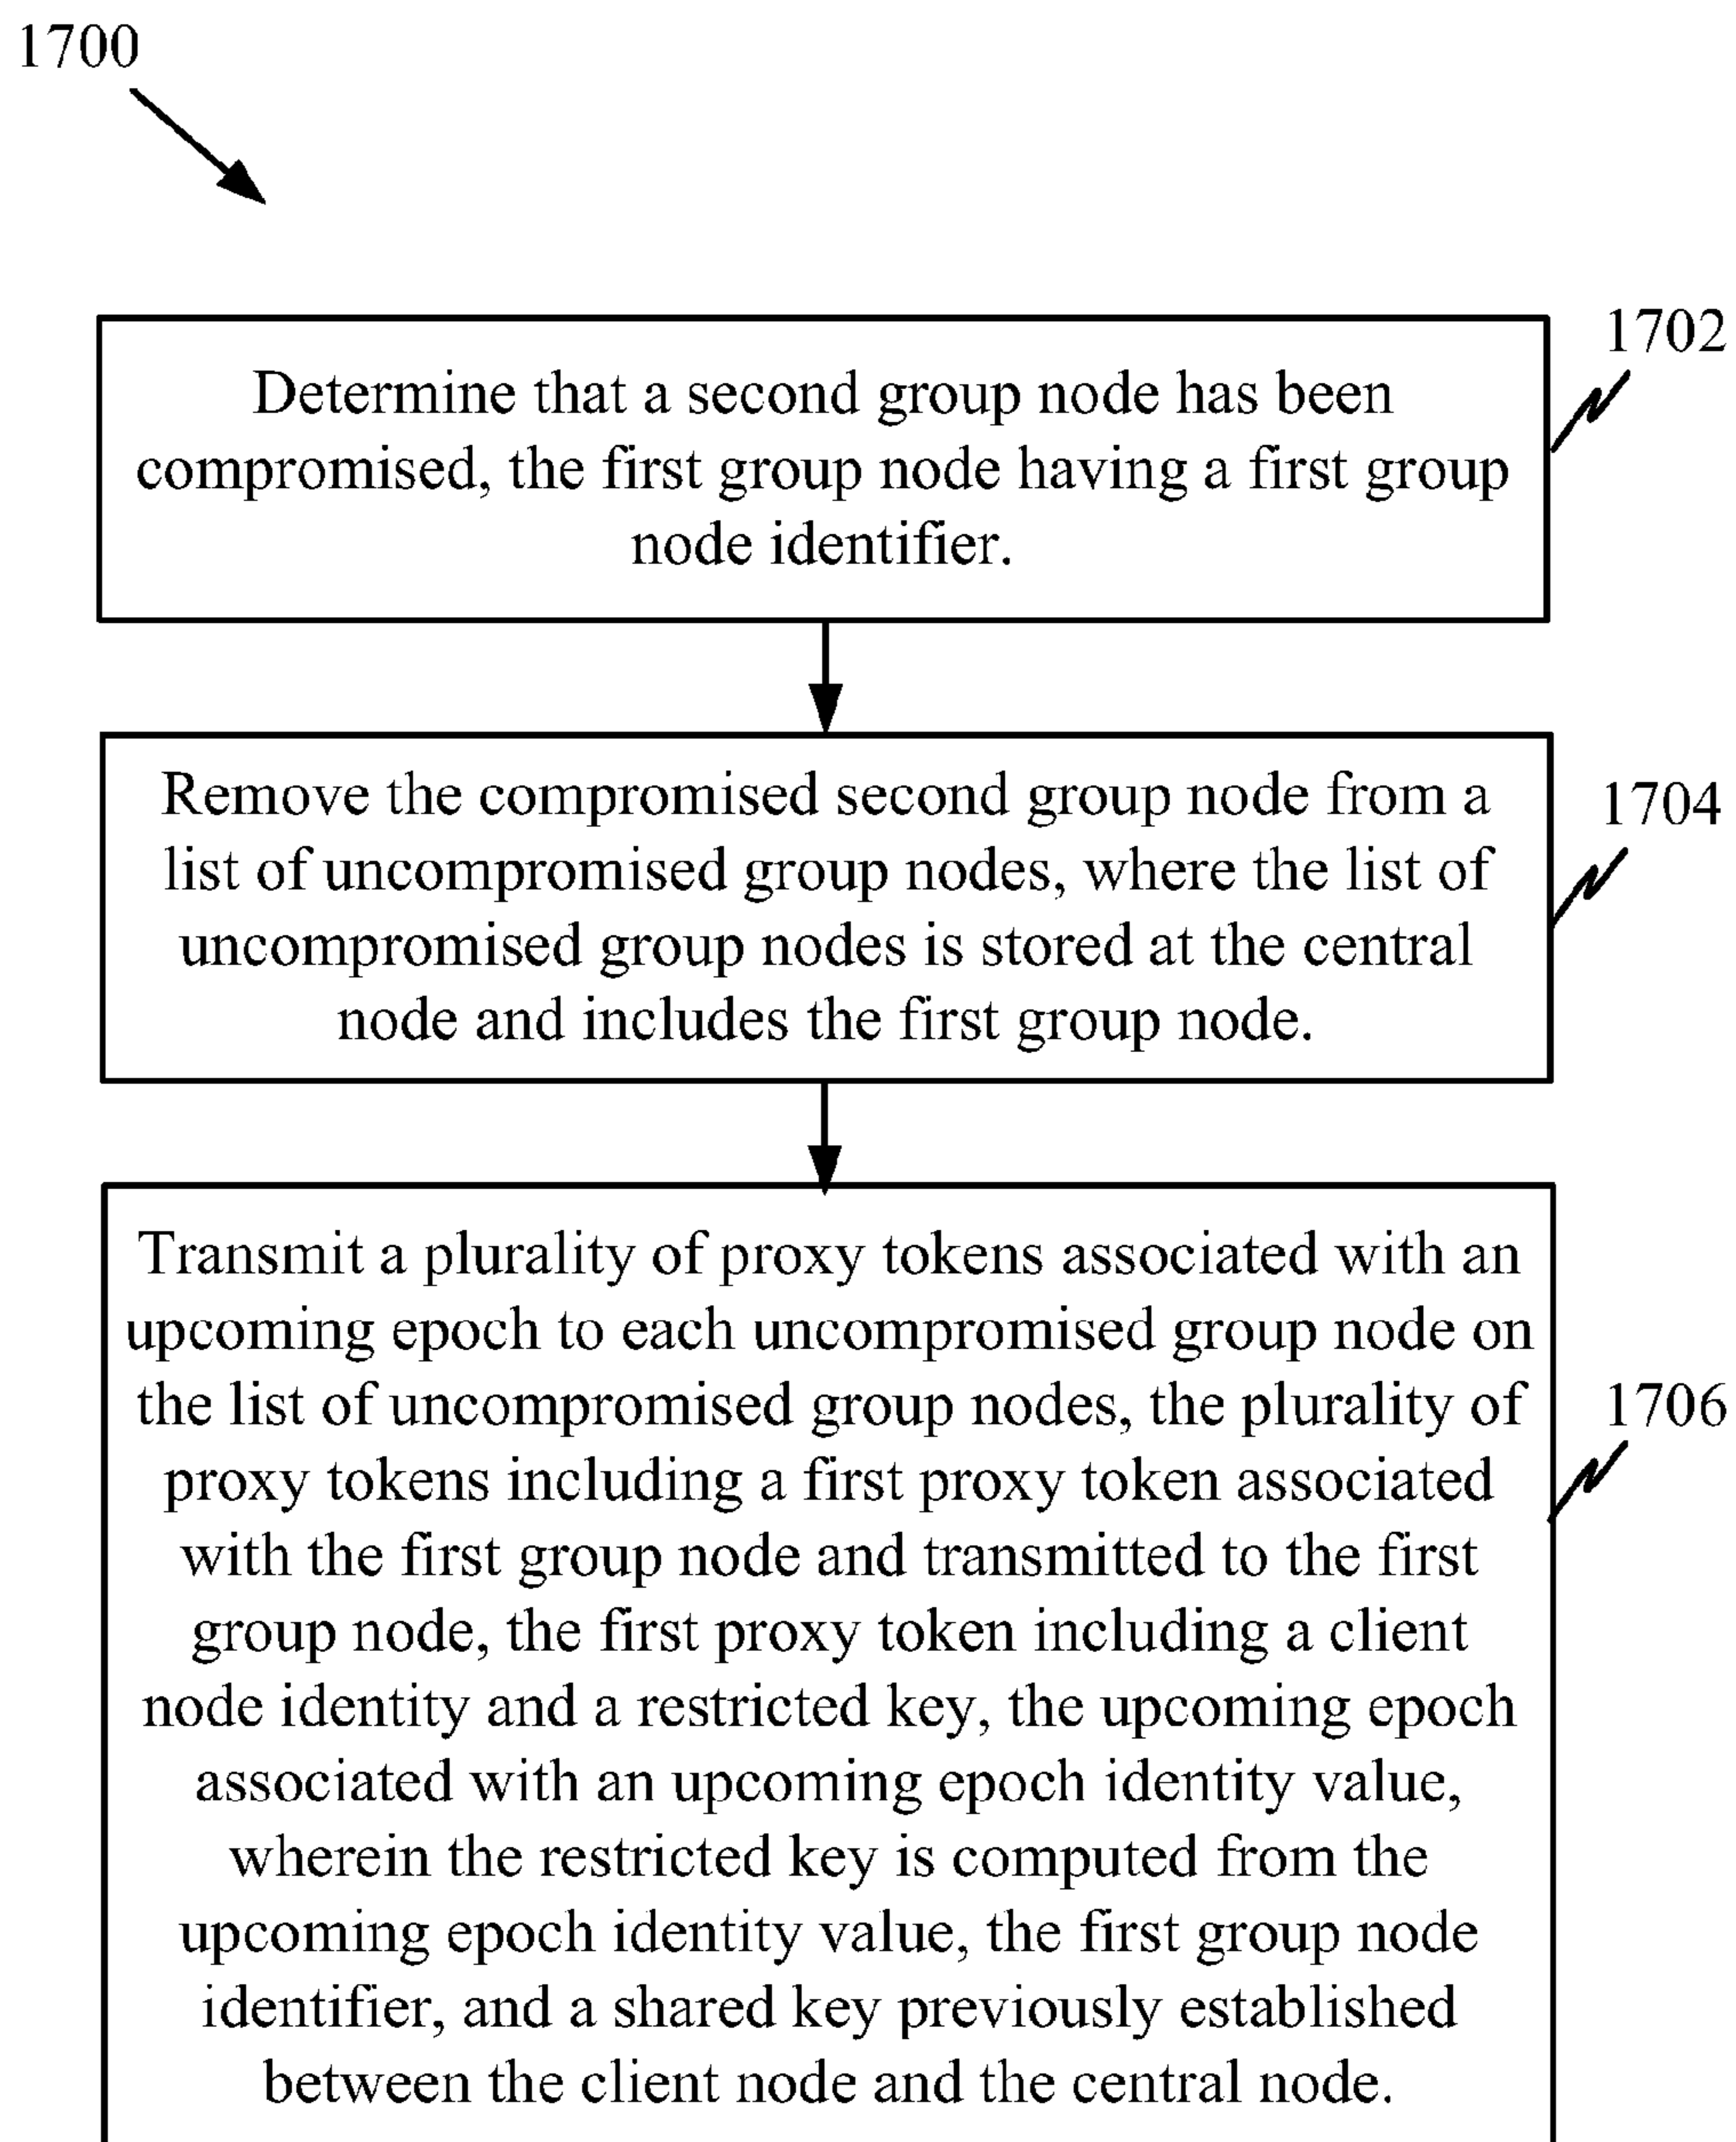 1700
1702
Determine that a second group node has been
compromised, the first group node having a first group
node identifier.
1704
Remove the compromised second group node from a
list of uncompromised group nodes, where the list of
uncompromised group nodes is stored at the central
node and includes the first group node.
Transmit a plurality of proxy tokens associated with an
upcoming epoch to each uncompromised group node on
the list of uncompromised group nodes, the plurality of
1706
proxy tokens including a first proxy token associated
with the first group node and transmitted to the first
group node, the first proxy token including a client
node identity and a restricted key, the upcoming epoch
associated with an upcoming epoch identity value,
wherein the restricted key is computed from the
upcoming epoch identity value, the first group node
identifier, and a shared key previously established
between the client node and the central node.